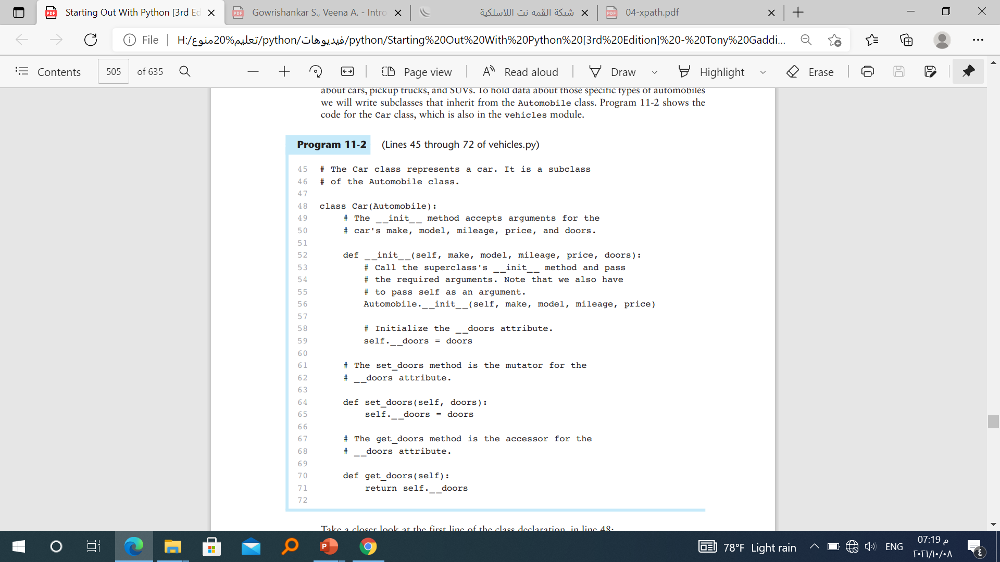 Starting Out With Python [3rd Ed
Gowrishankar S., Veena A. - Intro
شبكة القمه نت اللاسلكية
04-xpath.pdf
File
H:/تعليم%20منوع/python/فيديوهات/python/Starting%20Out%20With%20Python%20[3rd%20Edition]%20-%20Tony%20Gaddi...
Contents
505
of 635
Page view
Read aloud
Draw
Highlight
Erase
about cars, pickup trucks, and SUVs. To hold data about those specific types of automobiles
we will write subclasses that inherit from the Automobile class. Program 11-2 shows the
code for the Car class, which is also in the vehicles module.
Program 11-2 (Lines 45 through 72 of vehicles.py)
45 # The Car class represents a car. It is a subclass
46 # of the Automobile class.
47
48 class Car(Automobile):
49 # The __init__ method accepts arguments for the
50 # car's make, model, mileage, price, and doors.
51
52 def __init__(self, make, model, mileage, price, doors):
53 # Call the superclass's __init__ method and pass
54 # the required arguments. Note that we also have
55 # to pass self as an argument.
56 Automobile.__init__(self, make, model, mileage, price)
57
58 # Initialize the __doors attribute.
59 self.__doors = doors
60
61 # The set_doors method is the mutator for the
62 # __doors attribute.
63
64 def set_doors(self, doors):
65 self.__doors = doors
66
67 # The get_doors method is the accessor for the
68 # __doors attribute.
69
70 def get_doors(self):
71 return self.__doors
72
Take a closer look at the first line of the class declaration, in line 48:
78°F Light rain
ENG
07:19 م
٢٠٢١/١٠/٠٨
٤